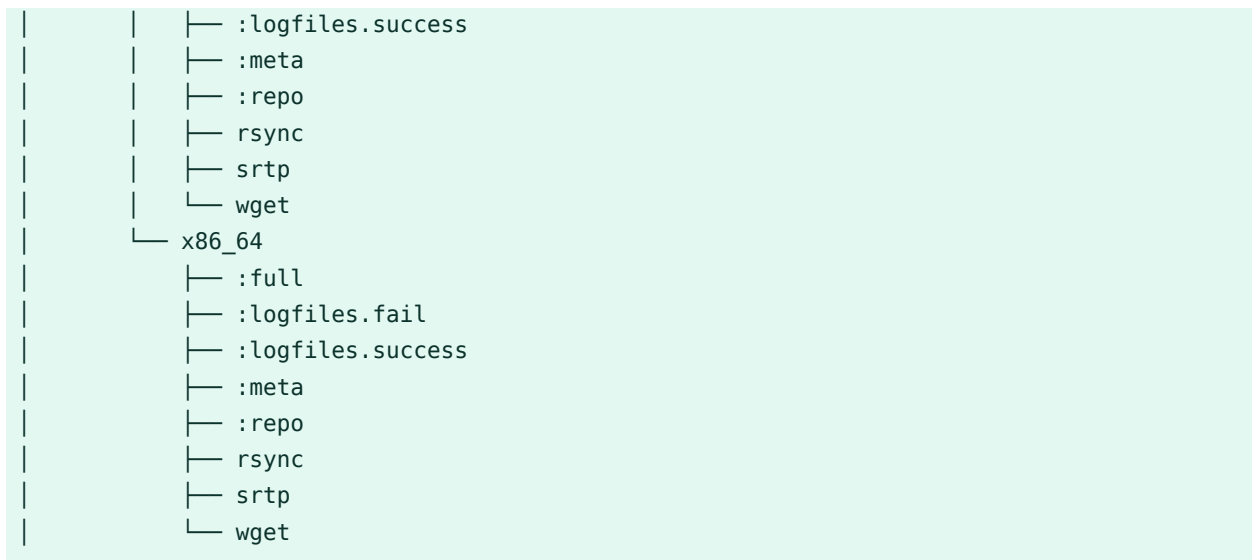 │       │   ├── :logfiles.success
│       │   ├── :meta
│       │   ├── :repo
│       │   ├── rsync
│       │   ├── srtp
│       │   └── wget
│       └── x86_64
│           ├── :full
│           ├── :logfiles.fail
│           ├── :logfiles.success
│           ├── :meta
│           ├── :repo
│           ├── rsync
│           ├── srtp
│           └── wget